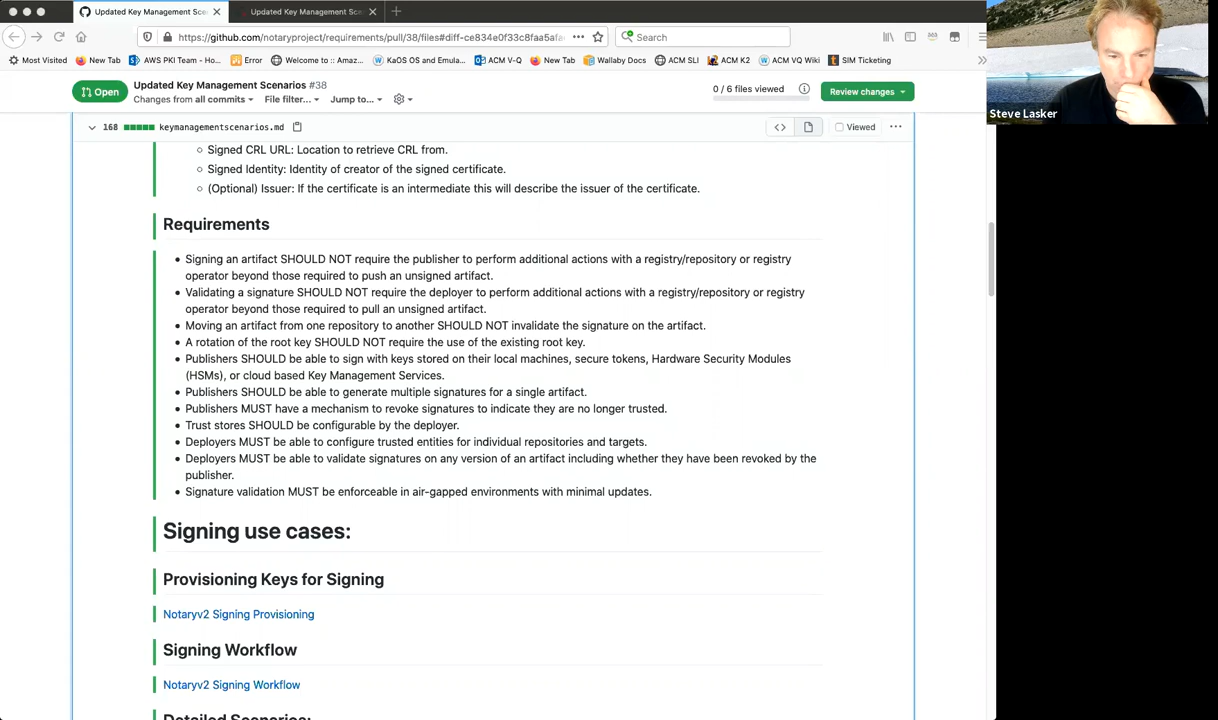 Updated Key Management Sce
Updated Key Management Sce
https://github.com/notaryproject/requirements/pull/38/files#diff-ce834e0f33c8faa5afa
Search
Most Visited
New Tab
AWS PKI Team - Ho...
Error
Welcome to :: Amaz...
KaOS OS and Emula...
ACM V-Q
New Tab
Wallaby Docs
ACM SLI
ACM K2
ACM VQ Wiki
SIM Ticketing
Open
Updated Key Management Scenarios #38
Changes from all commits
File filter...
Jump to...
0 / 6 files viewed
Review changes
168
keymanagementscenarios.md
Viewed
Signed CRL URL: Location to retrieve CRL from.
Signed Identity: Identity of creator of the signed certificate.
(Optional) Issuer: If the certificate is an intermediate this will describe the issuer of the certificate.
Requirements
Signing an artifact SHOULD NOT require the publisher to perform additional actions with a registry/repository or registry
operator beyond those required to push an unsigned artifact.
Validating a signature SHOULD NOT require the deployer to perform additional actions with a registry/repository or registry
operator beyond those required to pull an unsigned artifact.
Moving an artifact from one repository to another SHOULD NOT invalidate the signature on the artifact.
A rotation of the root key SHOULD NOT require the use of the existing root key.
Publishers SHOULD be able to sign with keys stored on their local machines, secure tokens, Hardware Security Modules
(HSMs), or cloud based Key Management Services.
Publishers SHOULD be able to generate multiple signatures for a single artifact.
Publishers MUST have a mechanism to revoke signatures to indicate they are no longer trusted.
Trust stores SHOULD be configurable by the deployer.
Deployers MUST be able to configure trusted entities for individual repositories and targets.
Deployers MUST be able to validate signatures on any version of an artifact including whether they have been revoked by the
publisher.
Signature validation MUST be enforceable in air-gapped environments with minimal updates.
Signing use cases:
Provisioning Keys for Signing
Notaryv2 Signing Provisioning
Signing Workflow
Notaryv2 Signing Workflow
Detailed Scenarios:
Steve Lasker